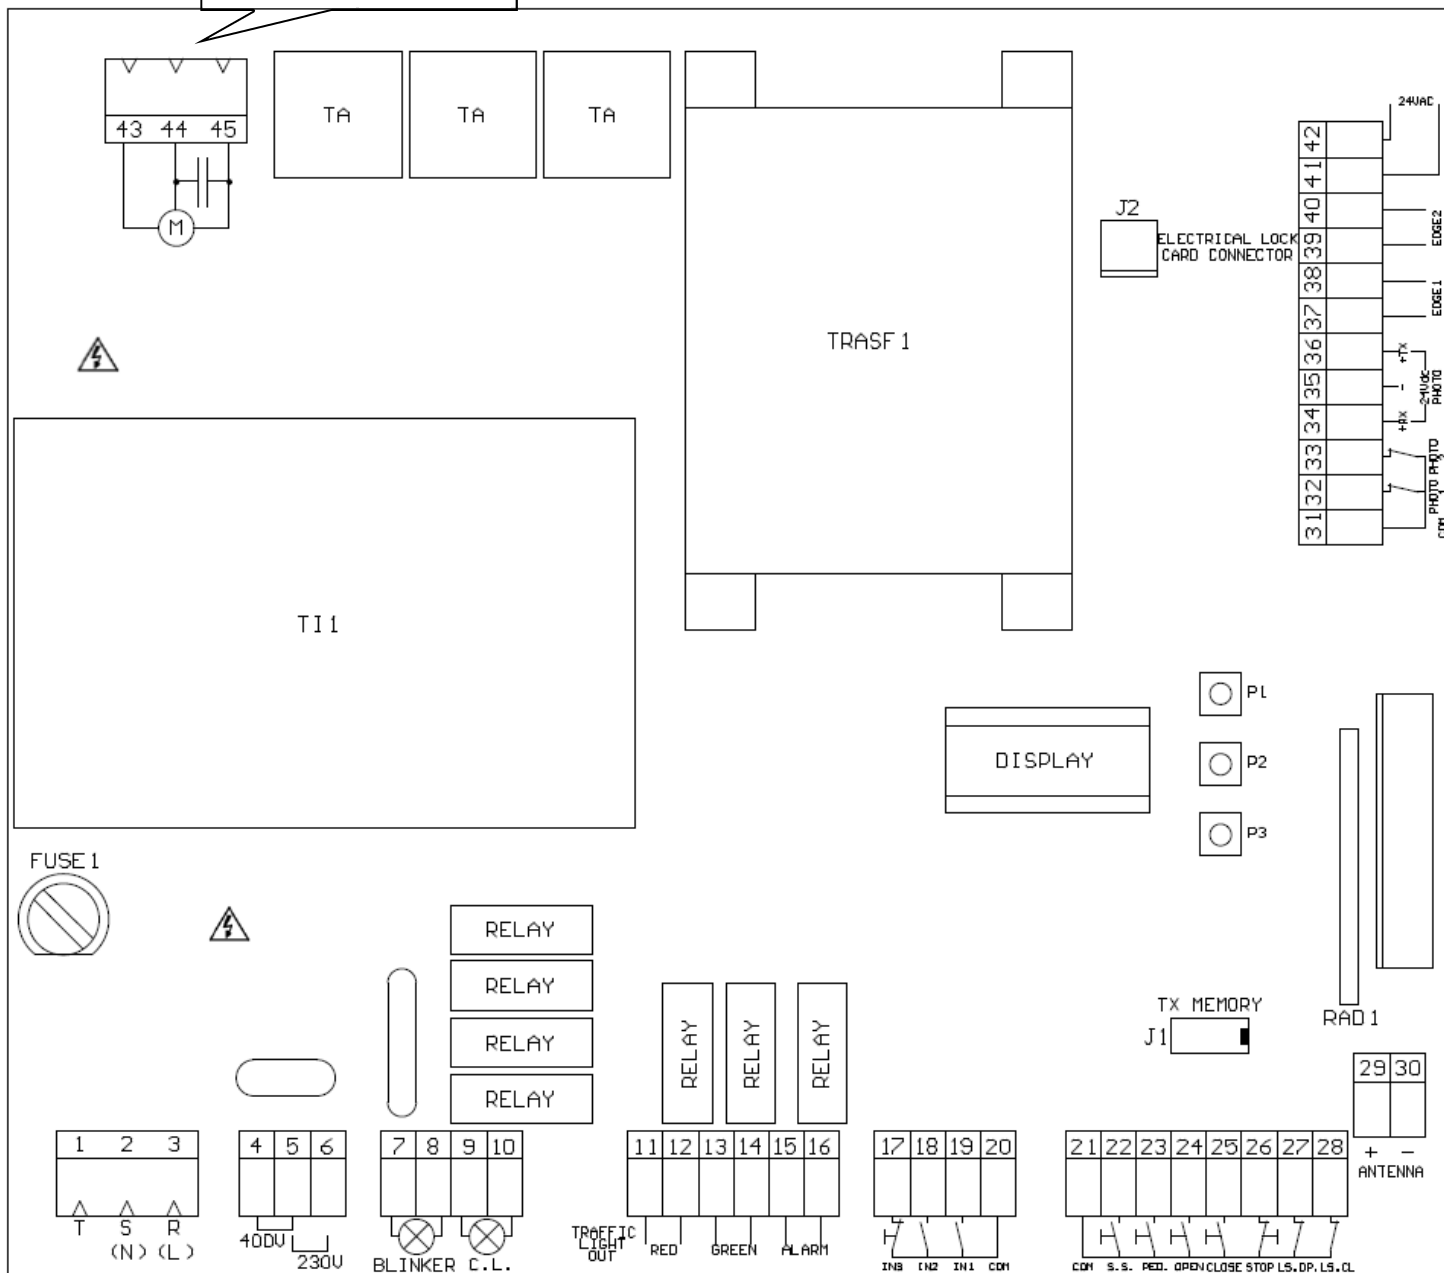 TA TA TA
43 44 45
M
24VAC
42
41
40
39
38
37
36
35
34
33
32
31
EDGE2
EDGE1
+TX
-
+RX
24Vdc
PHOTO
PHOTO
PHOTO
COM
J2
ELECTRICAL LOCK
CARD CONNECTOR
TRASF1
TI1
P1
DISPLAY
P2
P3
FUSE1
RELAY
RELAY
RELAY
RELAY
RELAY
RELAY
RELAY
TX MEMORY
J1
RAD1
29 30
+ -
ANTENNA
1 2 3
T S R
(N) (L)
4 5 6
400V
230V
7 8 9 10
BLINKER C.L.
11 12 13 14 15 16
TRAFFIC
LIGHT
OUT
RED GREEN ALARM
17 18 19 20
IN3 IN2 IN1 COM
21 22 23 24 25 26 27 28
COM S.S. PED. OPEN CLOSE STOP LS.OP. LS.CL